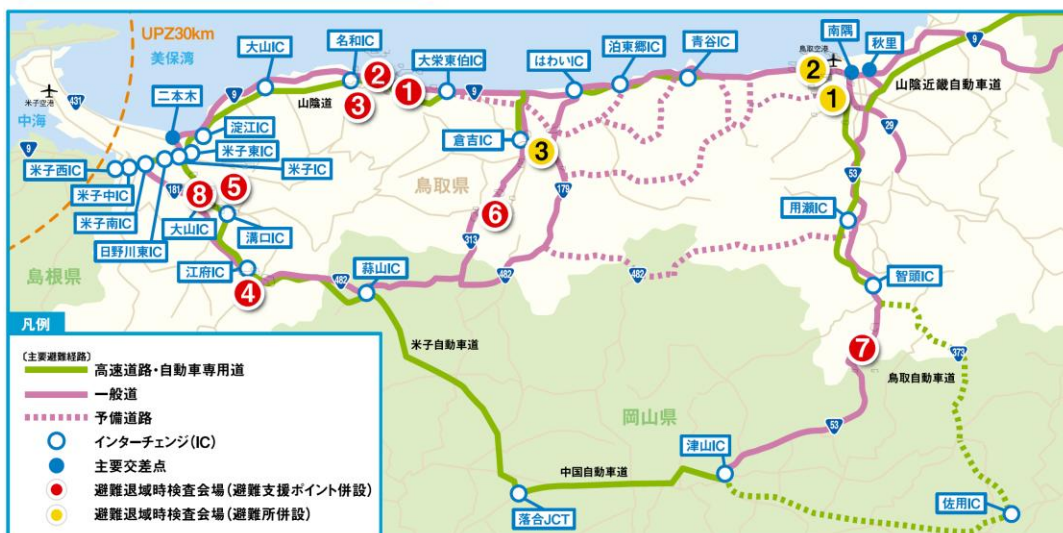 UPZ30km
美保湾
米子空港
431
中海
9
島根県
二本木
9
大山IC
名和IC
2
1
3
山陰道
大栄東伯IC
9
はわいIC
泊東郷IC
青谷IC
鳥取空港
2
1
南隅
秋里
9
山陰近畿自動車道
29
53
淀江IC
米子東IC
米子IC
米子西IC
米子中IC
米子南IC
日野川東IC
181
8
5
大山IC
溝口IC
江府IC
4
482
蒜山IC
倉吉IC
3
鳥取県
179
6
313
482
482
用瀬IC
智頭IC
7
373
鳥取自動車道
米子自動車道
岡山県
53
津山IC
中国自動車道
落合JCT
佐用IC
凡例
〔主要避難経路〕
高速道路・自動車専用道
一般道
予備道路
インターチェンジ(IC)
主要交差点
避難退域時検査会場(避難支援ポイント併設)
避難退域時検査会場(避難所併設)